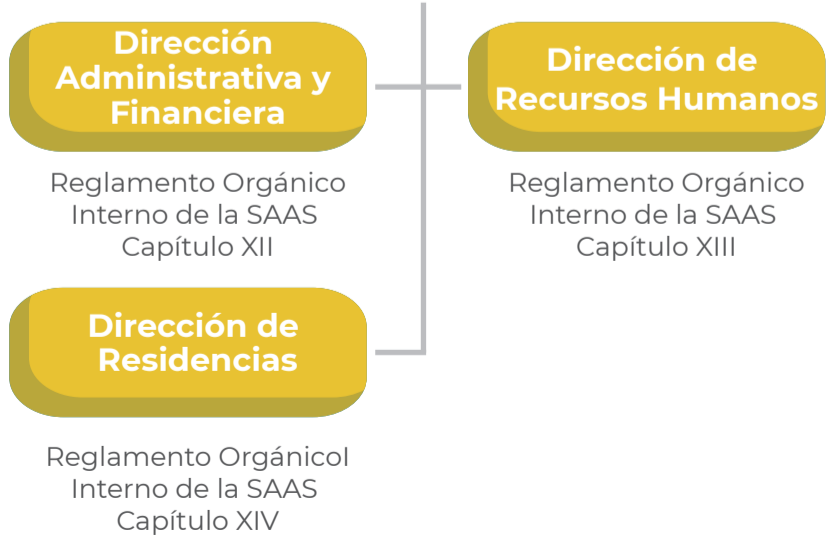 Dirección
Administrativa y
Financiera
Reglamento Orgánico
Interno de la SAAS
Capítulo XII
Dirección de
Recursos Humanos
Reglamento Orgánico
Interno de la SAAS
Capítulo XIII
Dirección de
Residencias
Reglamento OrgánicoI
Interno de la SAAS
Capítulo XIV